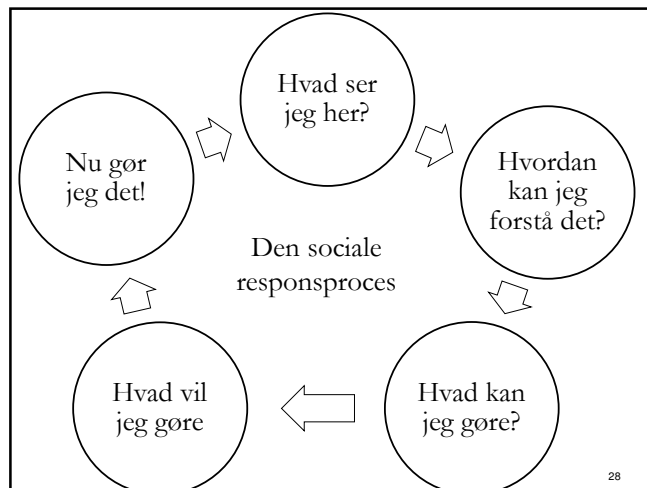 Hvad ser
jeg her?
Hvordan
kan jeg
forstå det?
Hvad kan
jeg gøre?
Hvad vil
jeg gøre
Nu gør
jeg det!
Den sociale
responsproces
28